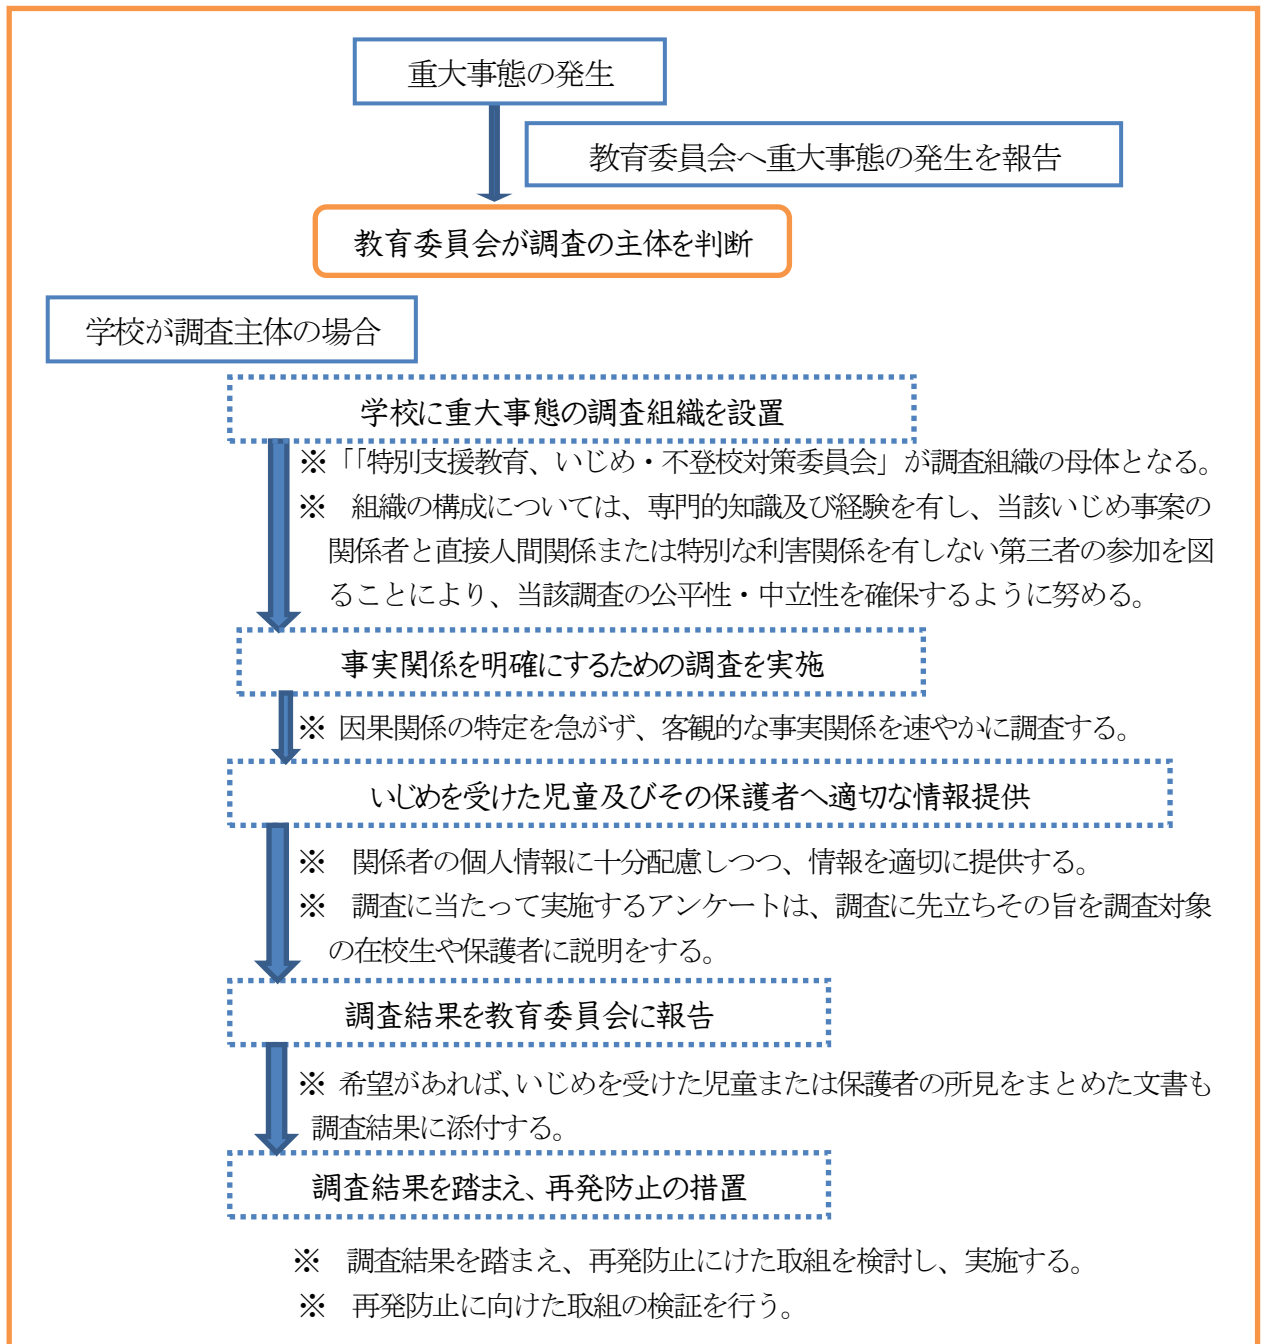 重大事態の発生
教育委員会へ重大事態の発生を報告
教育委員会が調査の主体を判断
学校が調査主体の場合
学校に重大事態の調査組織を設置
※「「特別支援教育、いじめ・不登校対策委員会」が調査組織の母体となる。
※　組織の構成については、専門的知識及び経験を有し、当該いじめ事案の
関係者と直接人間関係または特別な利害関係を有しない第三者の参加を図
ることにより、当該調査の公平性・中立性を確保するように努める。
事実関係を明確にするための調査を実施
※ 因果関係の特定を急がず、客観的な事実関係を速やかに調査する。
いじめを受けた児童及びその保護者へ適切な情報提供
※　関係者の個人情報に十分配慮しつつ、情報を適切に提供する。
※　調査に当たって実施するアンケートは、調査に先立ちその旨を調査対象
の在校生や保護者に説明をする。
調査結果を教育委員会に報告
※ 希望があれば、いじめを受けた児童または保護者の所見をまとめた文書も
調査結果に添付する。
調査結果を踏まえ、再発防止の措置
※　調査結果を踏まえ、再発防止にけた取組を検討し、実施する。
※　再発防止に向けた取組の検証を行う。